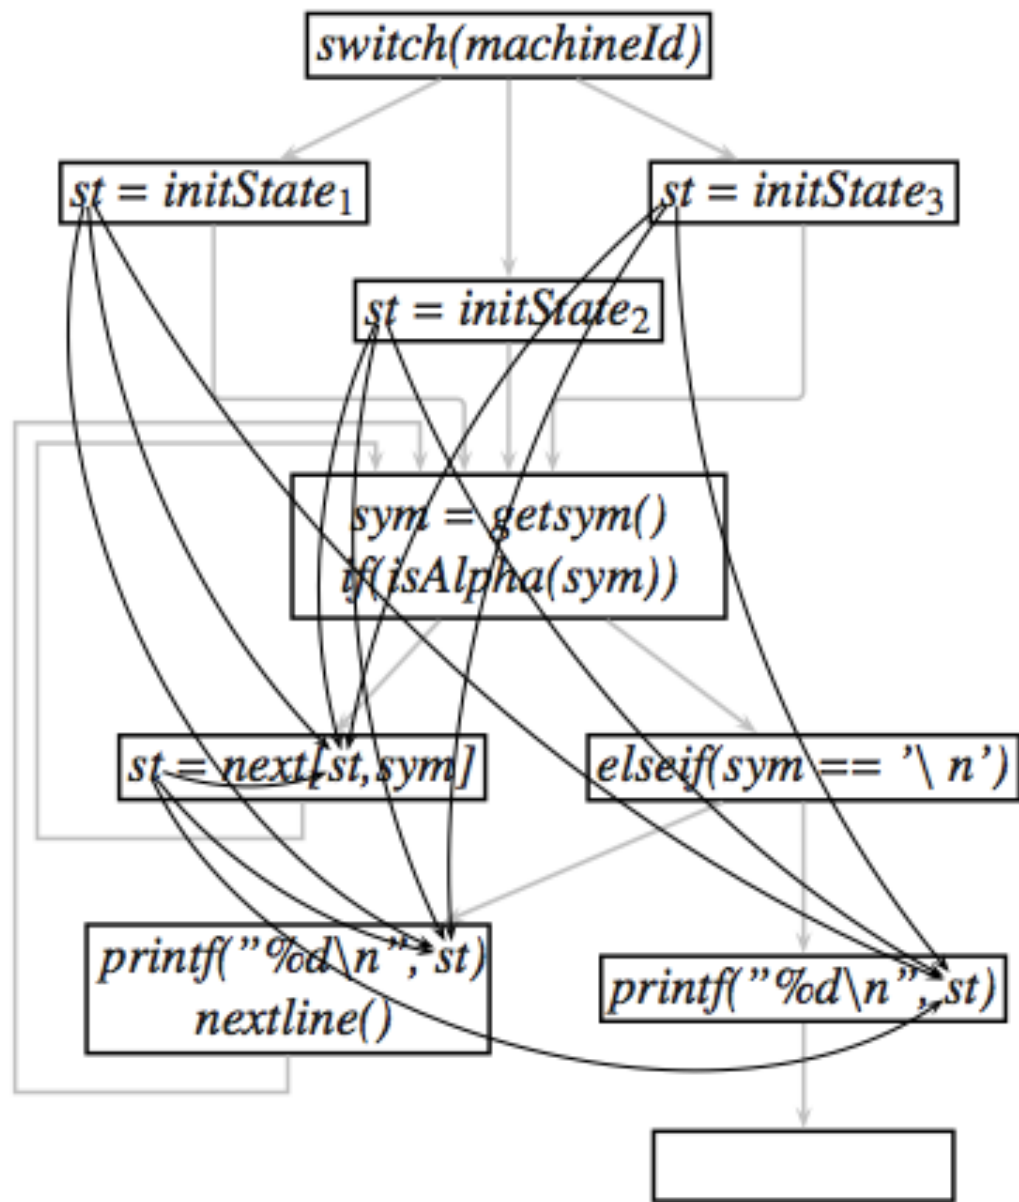 switch(machineId)
st = initState₁
st = initState₃
st = initState₂
sym = getsym()
if(isAlpha(sym))
st = next[st,sym]
elseif(sym == '\ n')
printf("%d\n", st)
nextline()
printf("%d\n", st)